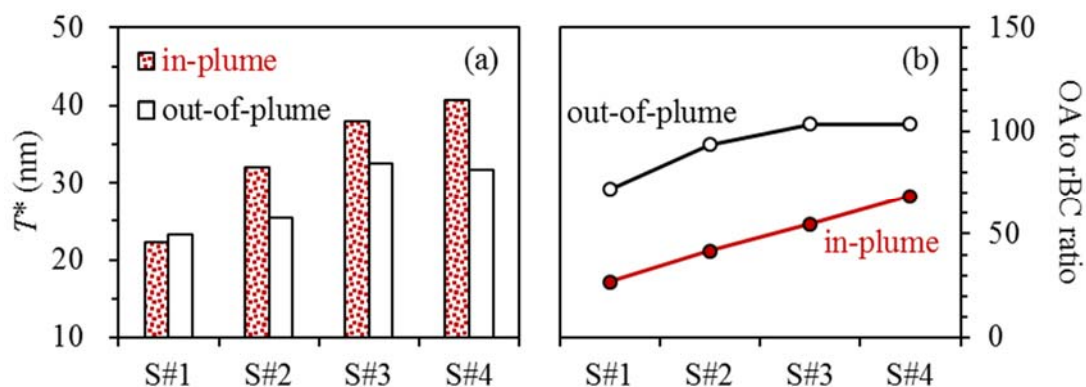 50
40
30
20
10
T* (nm)
in-plume
out-of-plume
(a)
S#1 S#2 S#3 S#4
(b)
out-of-plume
in-plume
150
100
50
0
OA to rBC ratio
S#1 S#2 S#3 S#4